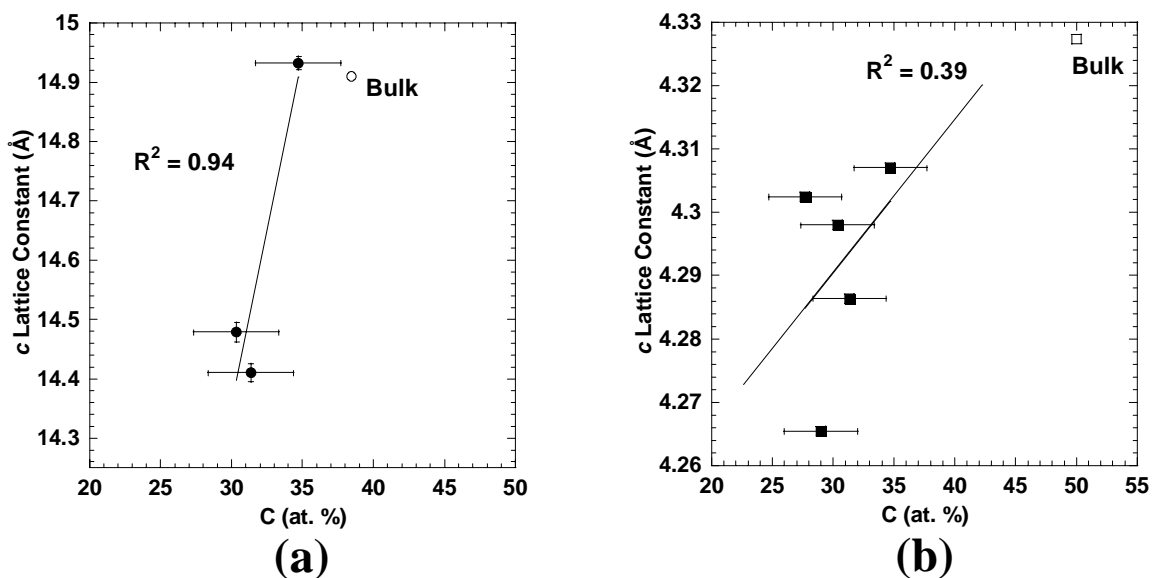 15
14.9
14.8
14.7
14.6
14.5
14.4
14.3
c Lattice Constant (Å)
R² = 0.94
Bulk
20 25 30 35 40 45 50
C (at. %)
(a)
4.33
4.32
4.31
4.3
4.29
4.28
4.27
4.26
c Lattice Constant (Å)
R² = 0.39
Bulk
20 25 30 35 40 45 50 55
C (at. %)
(b)